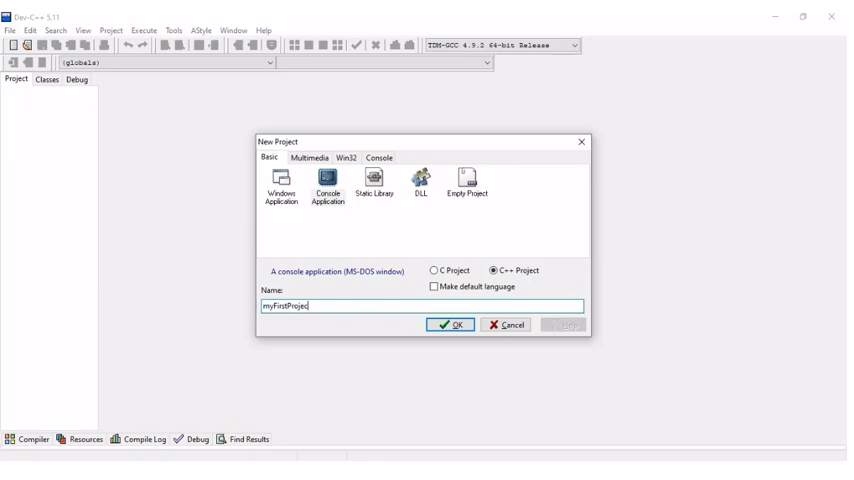 Dev-C++ 5.11
File Edit Search View Project Execute Tools AStyle Window Help
TDM-GCC 4.9.2 64-bit Release
(globals)
Project Classes Debug
New Project
Basic Multimedia Win32 Console
Windows Application
Console Application
Static Library
DLL
Empty Project
A console application (MS-DOS window)
C Project C++ Project
Make default language
Name:
myFirstProjec
OK Cancel Help
Compiler Resources Compile Log Debug Find Results